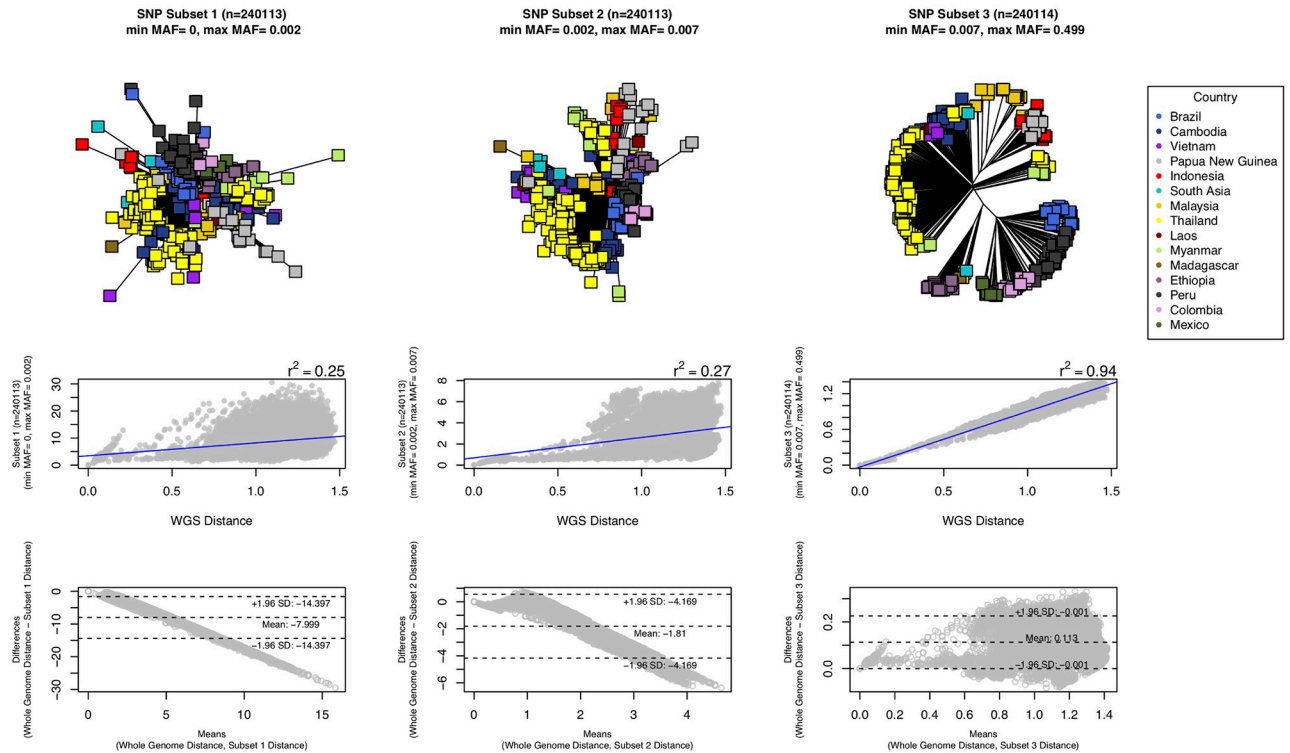 SNP Subset 1 (n=240113)
min MAF= 0, max MAF= 0.002
SNP Subset 2 (n=240113)
min MAF= 0.002, max MAF= 0.007
SNP Subset 3 (n=240114)
min MAF= 0.007, max MAF= 0.499
Country
Brazil
Cambodia
Vietnam
Papua New Guinea
Indonesia
South Asia
Malaysia
Thailand
Laos
Myanmar
Madagascar
Ethiopia
Peru
Colombia
Mexico
r² = 0.25
Subset 1 (n=240113)
(min MAF= 0, max MAF= 0.002)
0 10 20 30
0.0 0.5 1.0 1.5
WGS Distance
r² = 0.27
Subset 2 (n=240113)
(min MAF= 0.002, max MAF= 0.007)
0 2 4 6 8
0.0 0.5 1.0 1.5
WGS Distance
r² = 0.94
Subset 3 (n=240114)
(min MAF= 0.007, max MAF= 0.499)
0.0 0.6 1.2
0.0 0.5 1.0 1.5
WGS Distance
Differences
(Whole Genome Distance − Subset 1 Distance)
−30 −20 −10 0
+1.96 SD: −14.397
Mean: −7.999
−1.96 SD: −14.397
0 5 10 15
Means
(Whole Genome Distance, Subset 1 Distance)
Differences
(Whole Genome Distance − Subset 2 Distance)
−6 −4 −2 0
+1.96 SD: −4.169
Mean: −1.81
−1.96 SD: −4.169
0 1 2 3 4
Means
(Whole Genome Distance, Subset 2 Distance)
Differences
(Whole Genome Distance − Subset 3 Distance)
0.0 0.2
+1.96 SD: −0.001
Mean: 0.113
−1.96 SD: −0.001
0.0 0.2 0.4 0.6 0.8 1.0 1.2 1.4
Means
(Whole Genome Distance, Subset 3 Distance)